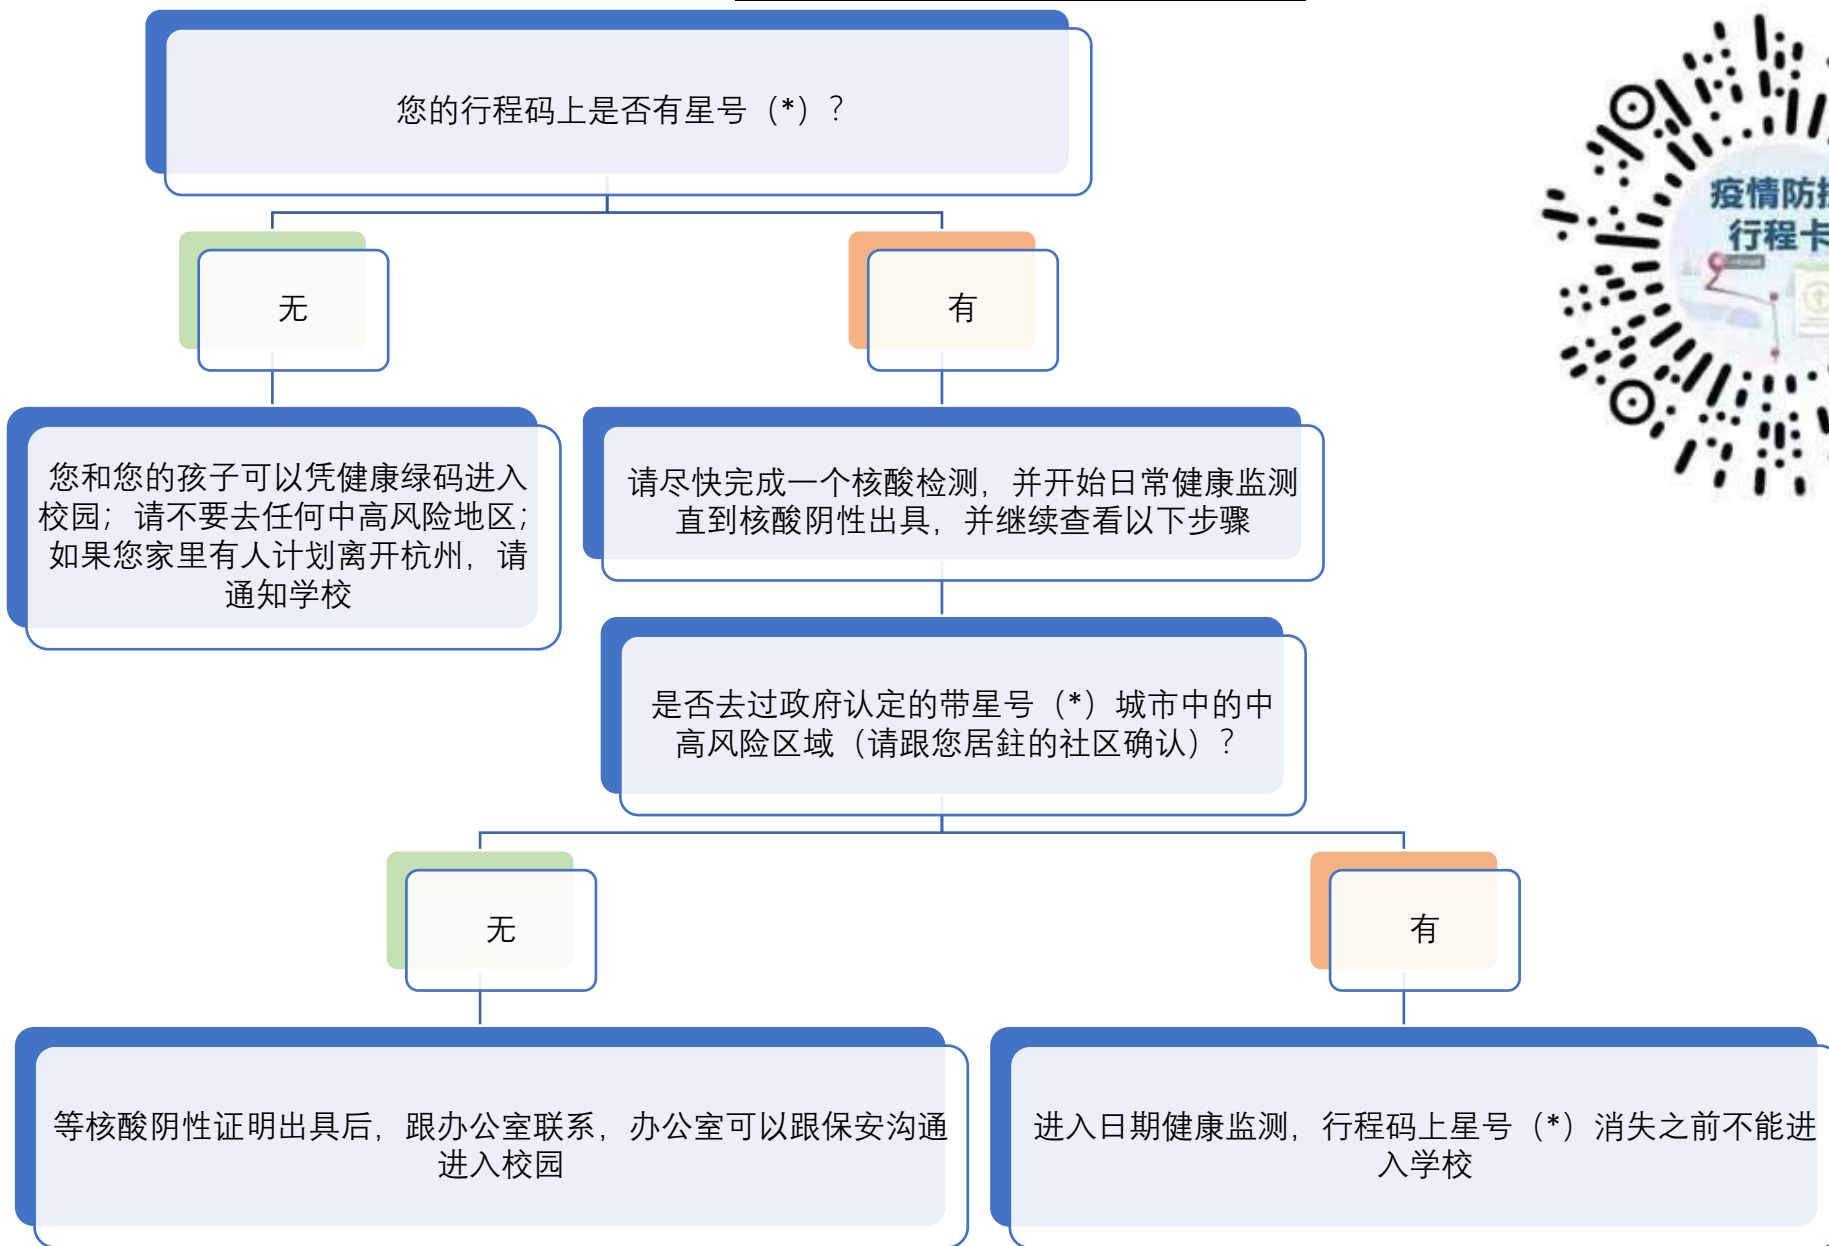 您的行程码上是否有星号（*）？
疫情防控
行程卡
无
有
您和您的孩子可以凭健康绿码进入
校园；请不要去任何中高风险地区；
如果您家里有人计划离开杭州，请
通知学校
请尽快完成一个核酸检测，并开始日常健康监测
直到核酸阴性出具，并继续查看以下步骤
是否去过政府认定的带星号（*）城市中的中
高风险区域（请跟您居鉒的社区确认）？
无
有
等核酸阴性证明出具后，跟办公室联系，办公室可以跟保安沟通
进入校园
进入日期健康监测，行程码上星号（*）消失之前不能进
入学校